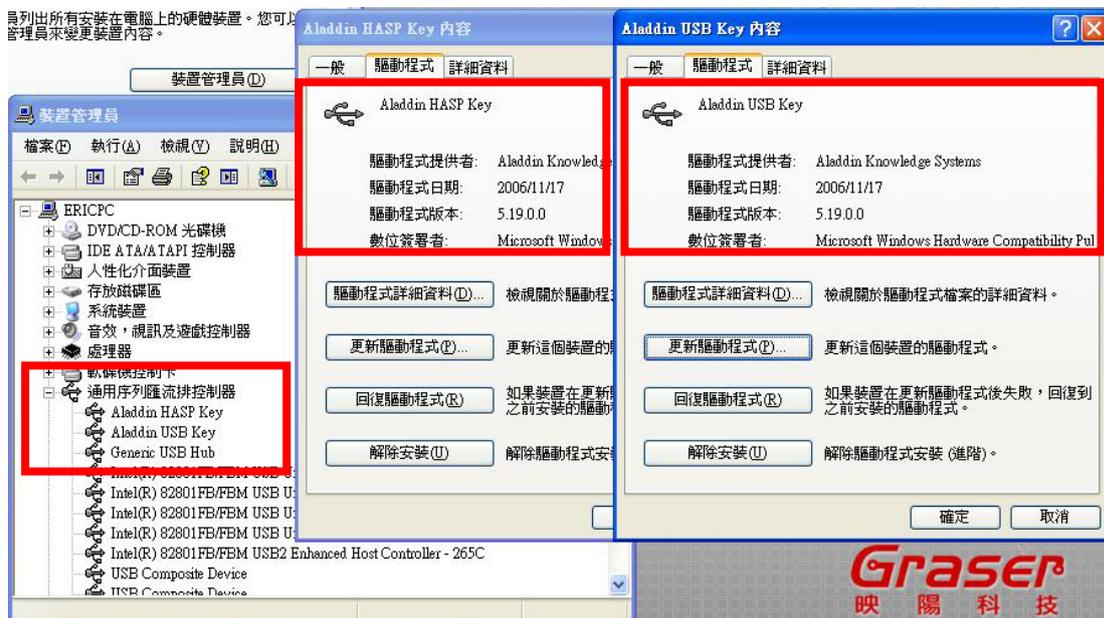 員列出所有安裝在電腦上的硬體裝置。您可以
管理員來變更裝置內容。
裝置管理員(D)
裝置管理員
檔案(F) 執行(A) 檢視(V) 說明(H)
ERICPC
DVD/CD-ROM 光碟機
IDE ATA/ATAPI 控制器
人性化介面裝置
存放磁碟區
系統裝置
音效，視訊及遊戲控制器
處理器
軟碟機控制卡
通用序列匯流排控制器
Aladdin HASP Key
Aladdin USB Key
Generic USB Hub
Intel(R) 82801FB/FBM USB U
Intel(R) 82801FB/FBM USB U
Intel(R) 82801FB/FBM USB U
Intel(R) 82801FB/FBM USB U
Intel(R) 82801FB/FBM USB2 Enhanced Host Controller - 265C
USB Composite Device
USB Composite Device
Aladdin HASP Key 內容
一般 驅動程式 詳細資料
Aladdin HASP Key
驅動程式提供者: Aladdin Knowledge
驅動程式日期: 2006/11/17
驅動程式版本: 5.19.0.0
數位簽署者: Microsoft Windows
驅動程式詳細資料(D)... 檢視關於驅動程
更新驅動程式(P)... 更新這個裝置的
回復驅動程式(R) 如果裝置在更新
之前安裝的驅動
解除安裝(U) 解除驅動程式安
Aladdin USB Key 內容
一般 驅動程式 詳細資料
Aladdin USB Key
驅動程式提供者: Aladdin Knowledge Systems
驅動程式日期: 2006/11/17
驅動程式版本: 5.19.0.0
數位簽署者: Microsoft Windows Hardware Compatibility Pul
驅動程式詳細資料(D)... 檢視關於驅動程式檔案的詳細資料。
更新驅動程式(P)... 更新這個裝置的驅動程式。
回復驅動程式(R) 如果裝置在更新驅動程式後失敗，回復到
之前安裝的驅動程式。
解除安裝(U) 解除驅動程式安裝 (進階)。
確定 取消
Graser
映陽科技